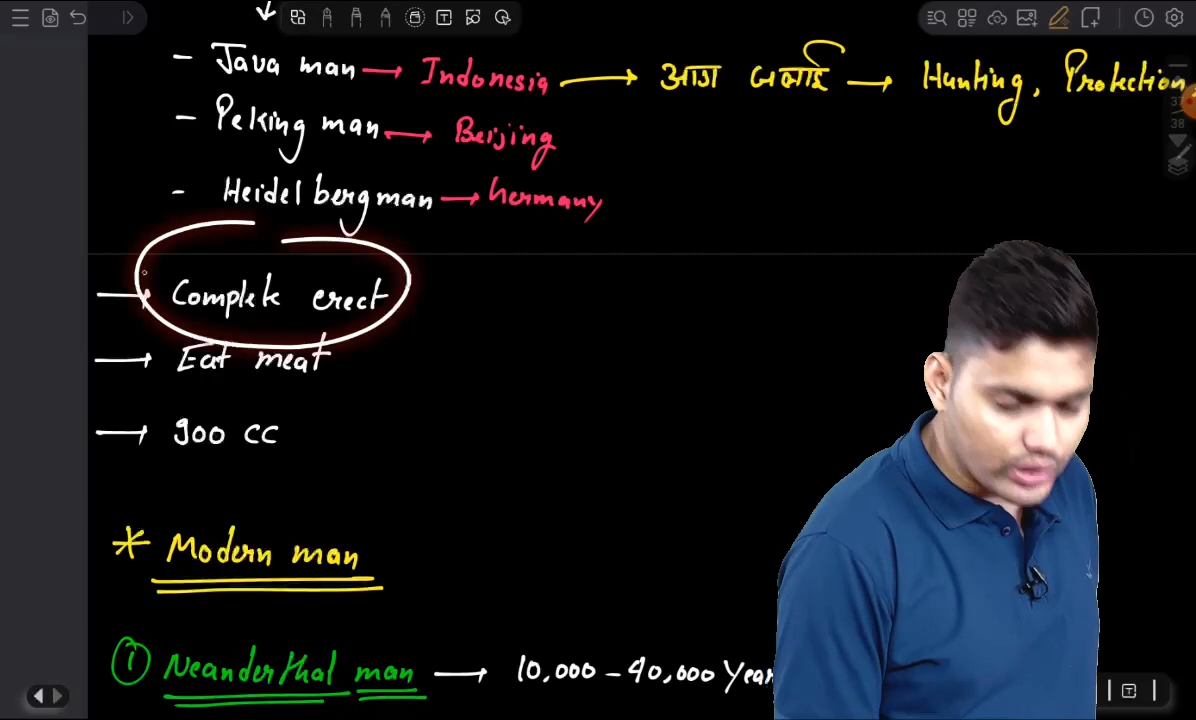 - Java man → Indonesia → आग जलाई → Hunting, Protection,
- Peking man → Beijing
- Heidelbergman → Germany
→ Complete erect
→ Eat meat
→ 900 CC
* Modern man
① Neanderthal man → 10,000 - 40,000 Year